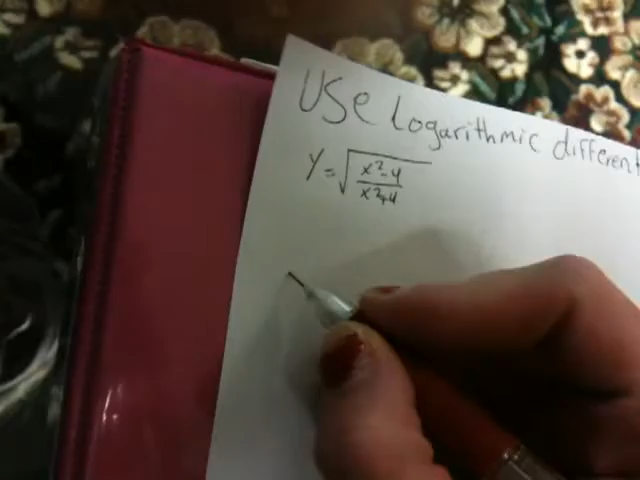 Use logarithmic different
y = √(x²-4 / x²+4)